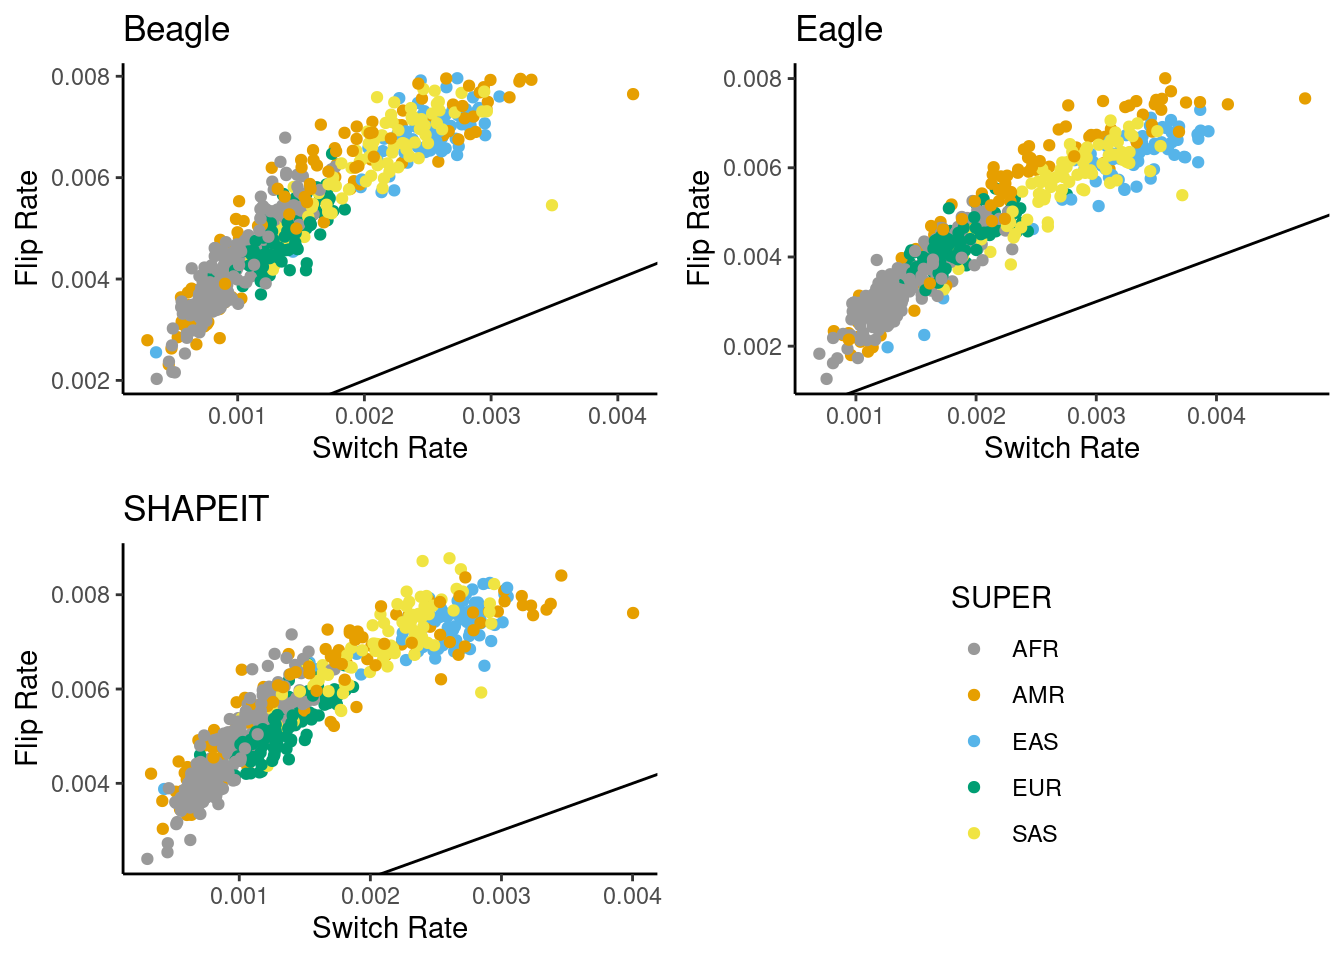 Beagle
0.008
0.006
0.004
0.002
Flip Rate
0.001 0.002 0.003 0.004
Switch Rate
Eagle
0.008
0.006
0.004
0.002
Flip Rate
0.001 0.002 0.003 0.004
Switch Rate
SHAPEIT
0.008
0.006
0.004
Flip Rate
0.001 0.002 0.003 0.004
Switch Rate
SUPER
AFR
AMR
EAS
EUR
SAS